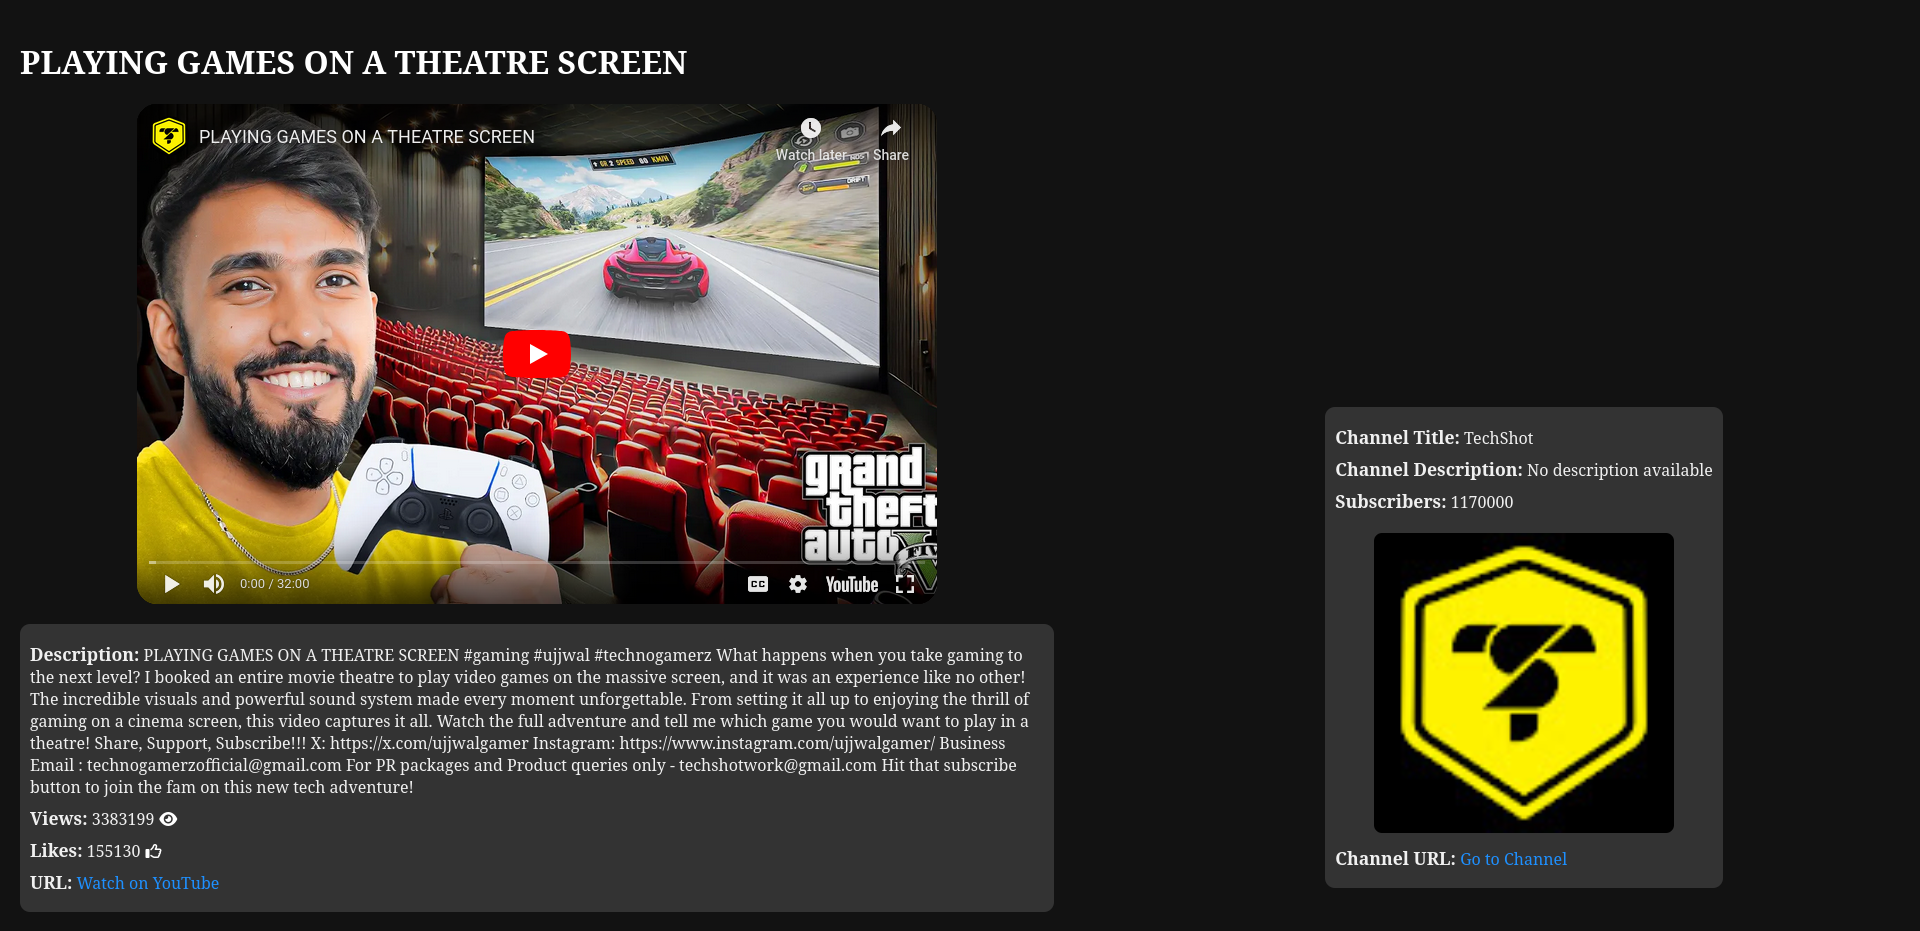 PLAYING GAMES ON A THEATRE SCREEN
PLAYING GAMES ON A THEATRE SCREEN
Watch later
Share
GR 2 SPEED 80 KM/H
DRIFT
grand
theft
auto
FIVE
0:00 / 32:00
CC
YouTube
Description: PLAYING GAMES ON A THEATRE SCREEN #gaming #ujjwal #technogamerz What happens when you take gaming to
the next level? I booked an entire movie theatre to play video games on the massive screen, and it was an experience like no other!
The incredible visuals and powerful sound system made every moment unforgettable. From setting it all up to enjoying the thrill of
gaming on a cinema screen, this video captures it all. Watch the full adventure and tell me which game you would want to play in a
theatre! Share, Support, Subscribe!!! X: https://x.com/ujjwalgamer Instagram: https://www.instagram.com/ujjwalgamer/ Business
Email : technogamerzofficial@gmail.com For PR packages and Product queries only - techshotwork@gmail.com Hit that subscribe
button to join the fam on this new tech adventure!
Views: 3383199
Likes: 155130
URL: Watch on YouTube
Channel Title: TechShot
Channel Description: No description available
Subscribers: 1170000
Channel URL: Go to Channel